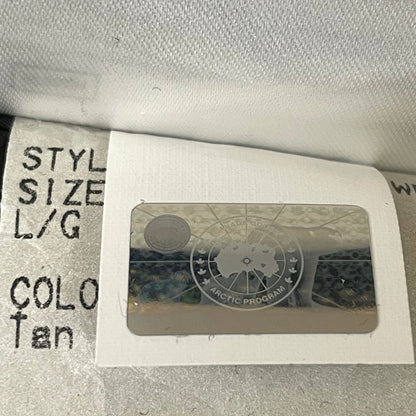 STYL
SIZE
L/G
COLO
Tan
W
ARCTIC PROGRAM